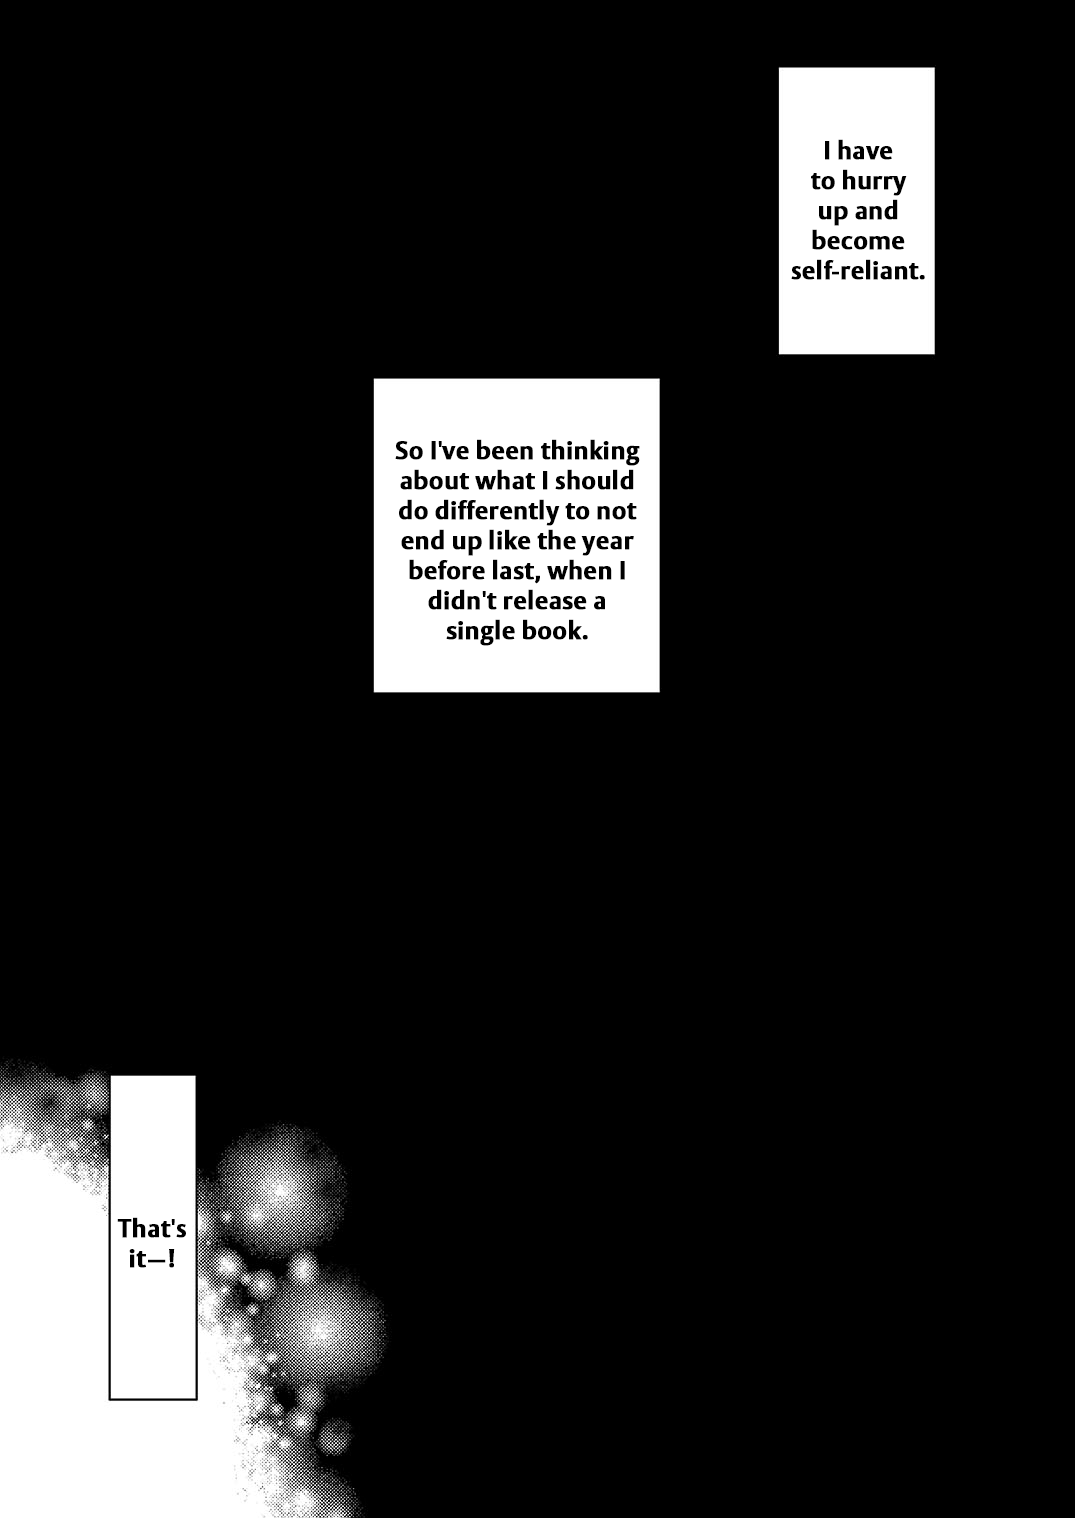 I have
to hurry
up and
become
self-reliant.
So I've been thinking
about what I should
do differently to not
end up like the year
before last, when I
didn't release a
single book.
That's
it—!